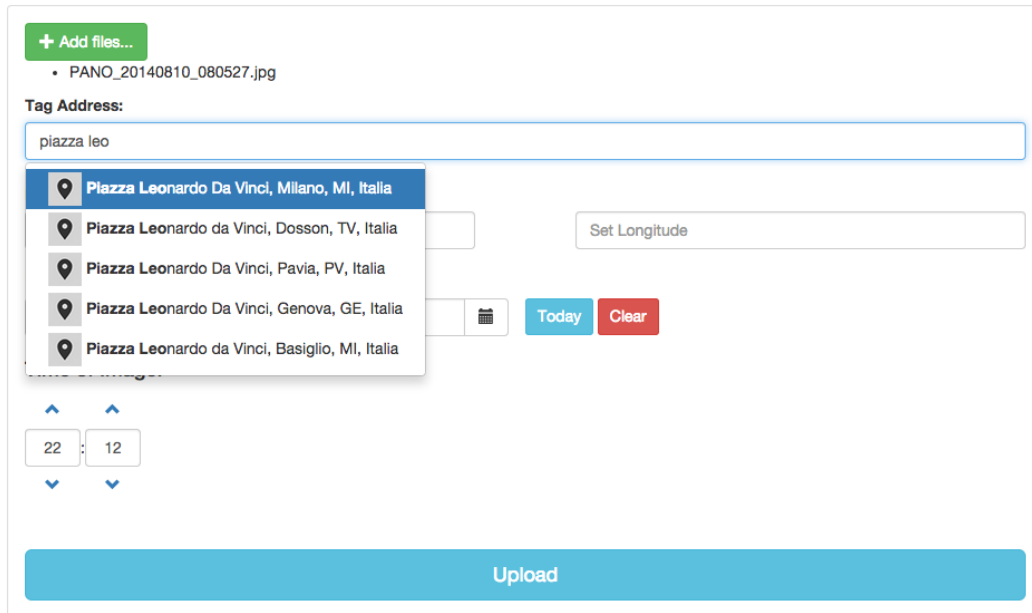 + Add files...
• PANO_20140810_080527.jpg
Tag Address:
piazza leo
Piazza Leonardo Da Vinci, Milano, MI, Italia
Piazza Leonardo da Vinci, Dosson, TV, Italia
Set Longitude
Piazza Leonardo Da Vinci, Pavia, PV, Italia
Piazza Leonardo Da Vinci, Genova, GE, Italia
Today Clear
Piazza Leonardo da Vinci, Basiglio, MI, Italia
22 : 12
Upload